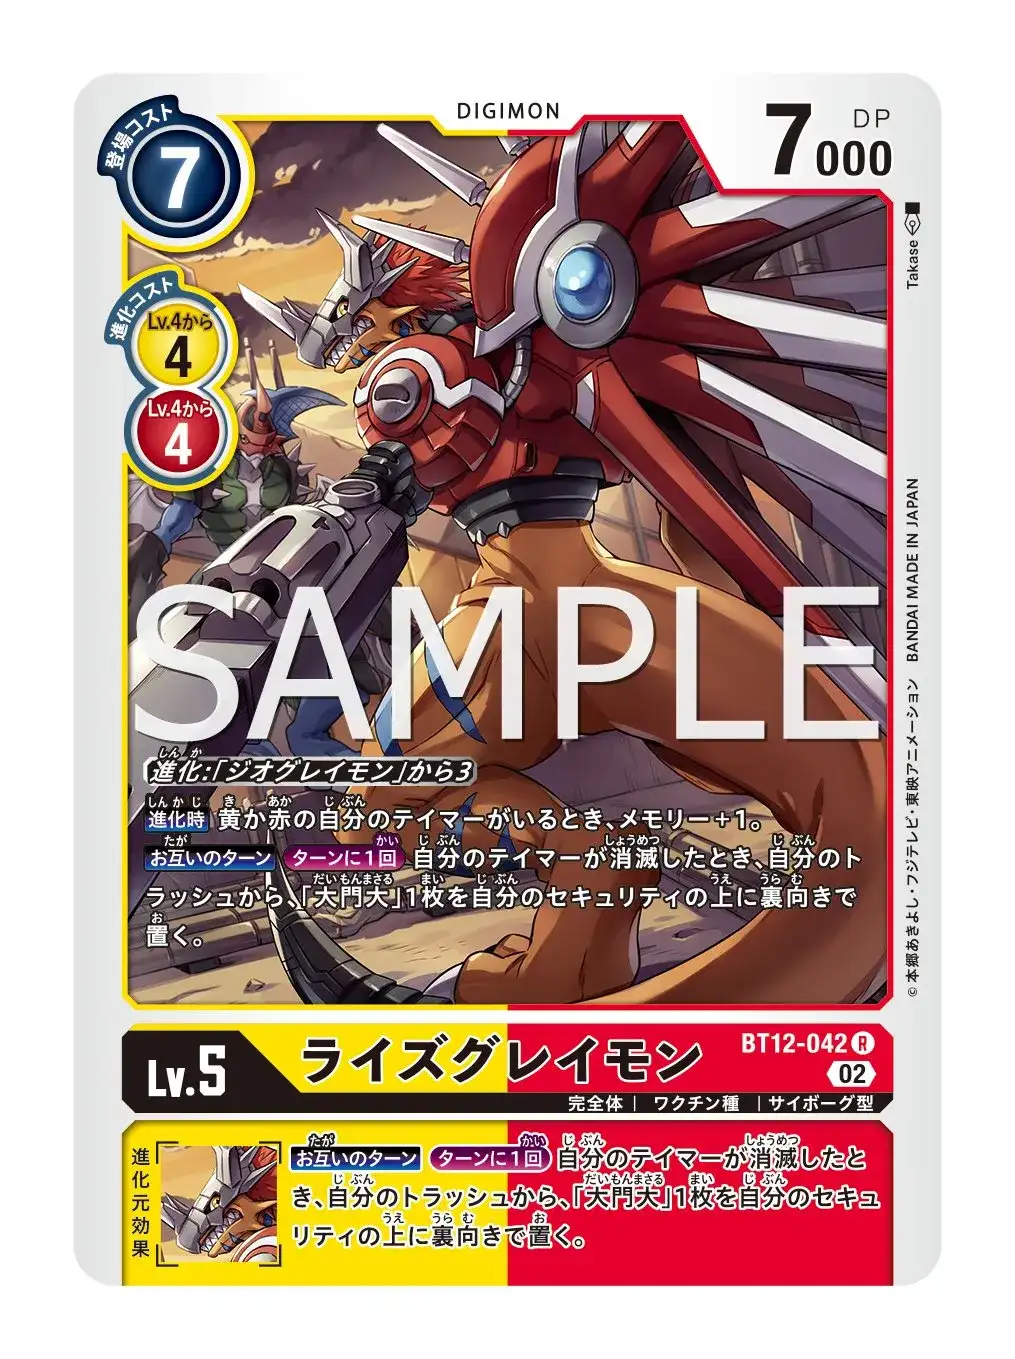 DIGIMON
登場コスト
7
7000 DP
進化コスト
Lv.4から
4
Lv.4から
4
Takase
SAMPLE
進化:「ジオグレイモン」から3
進化時 黄か赤の自分のテイマーがいるとき、メモリー+1。
お互いのターン ターンに1回 自分のテイマーが消滅したとき、自分のト
ラッシュから、「大門大」1枚を自分のセキュリティの上に裏向きで
置く。
©本郷あきよし・フジテレビ・東映アニメーション BANDAI MADE IN JAPAN
Lv.5
ライズグレイモン
BT12-042 R
02
完全体 | ワクチン種 | サイボーグ型
進化元効果
お互いのターン ターンに1回 自分のテイマーが消滅したと
き、自分のトラッシュから、「大門大」1枚を自分のセキュ
リティの上に裏向きで置く。